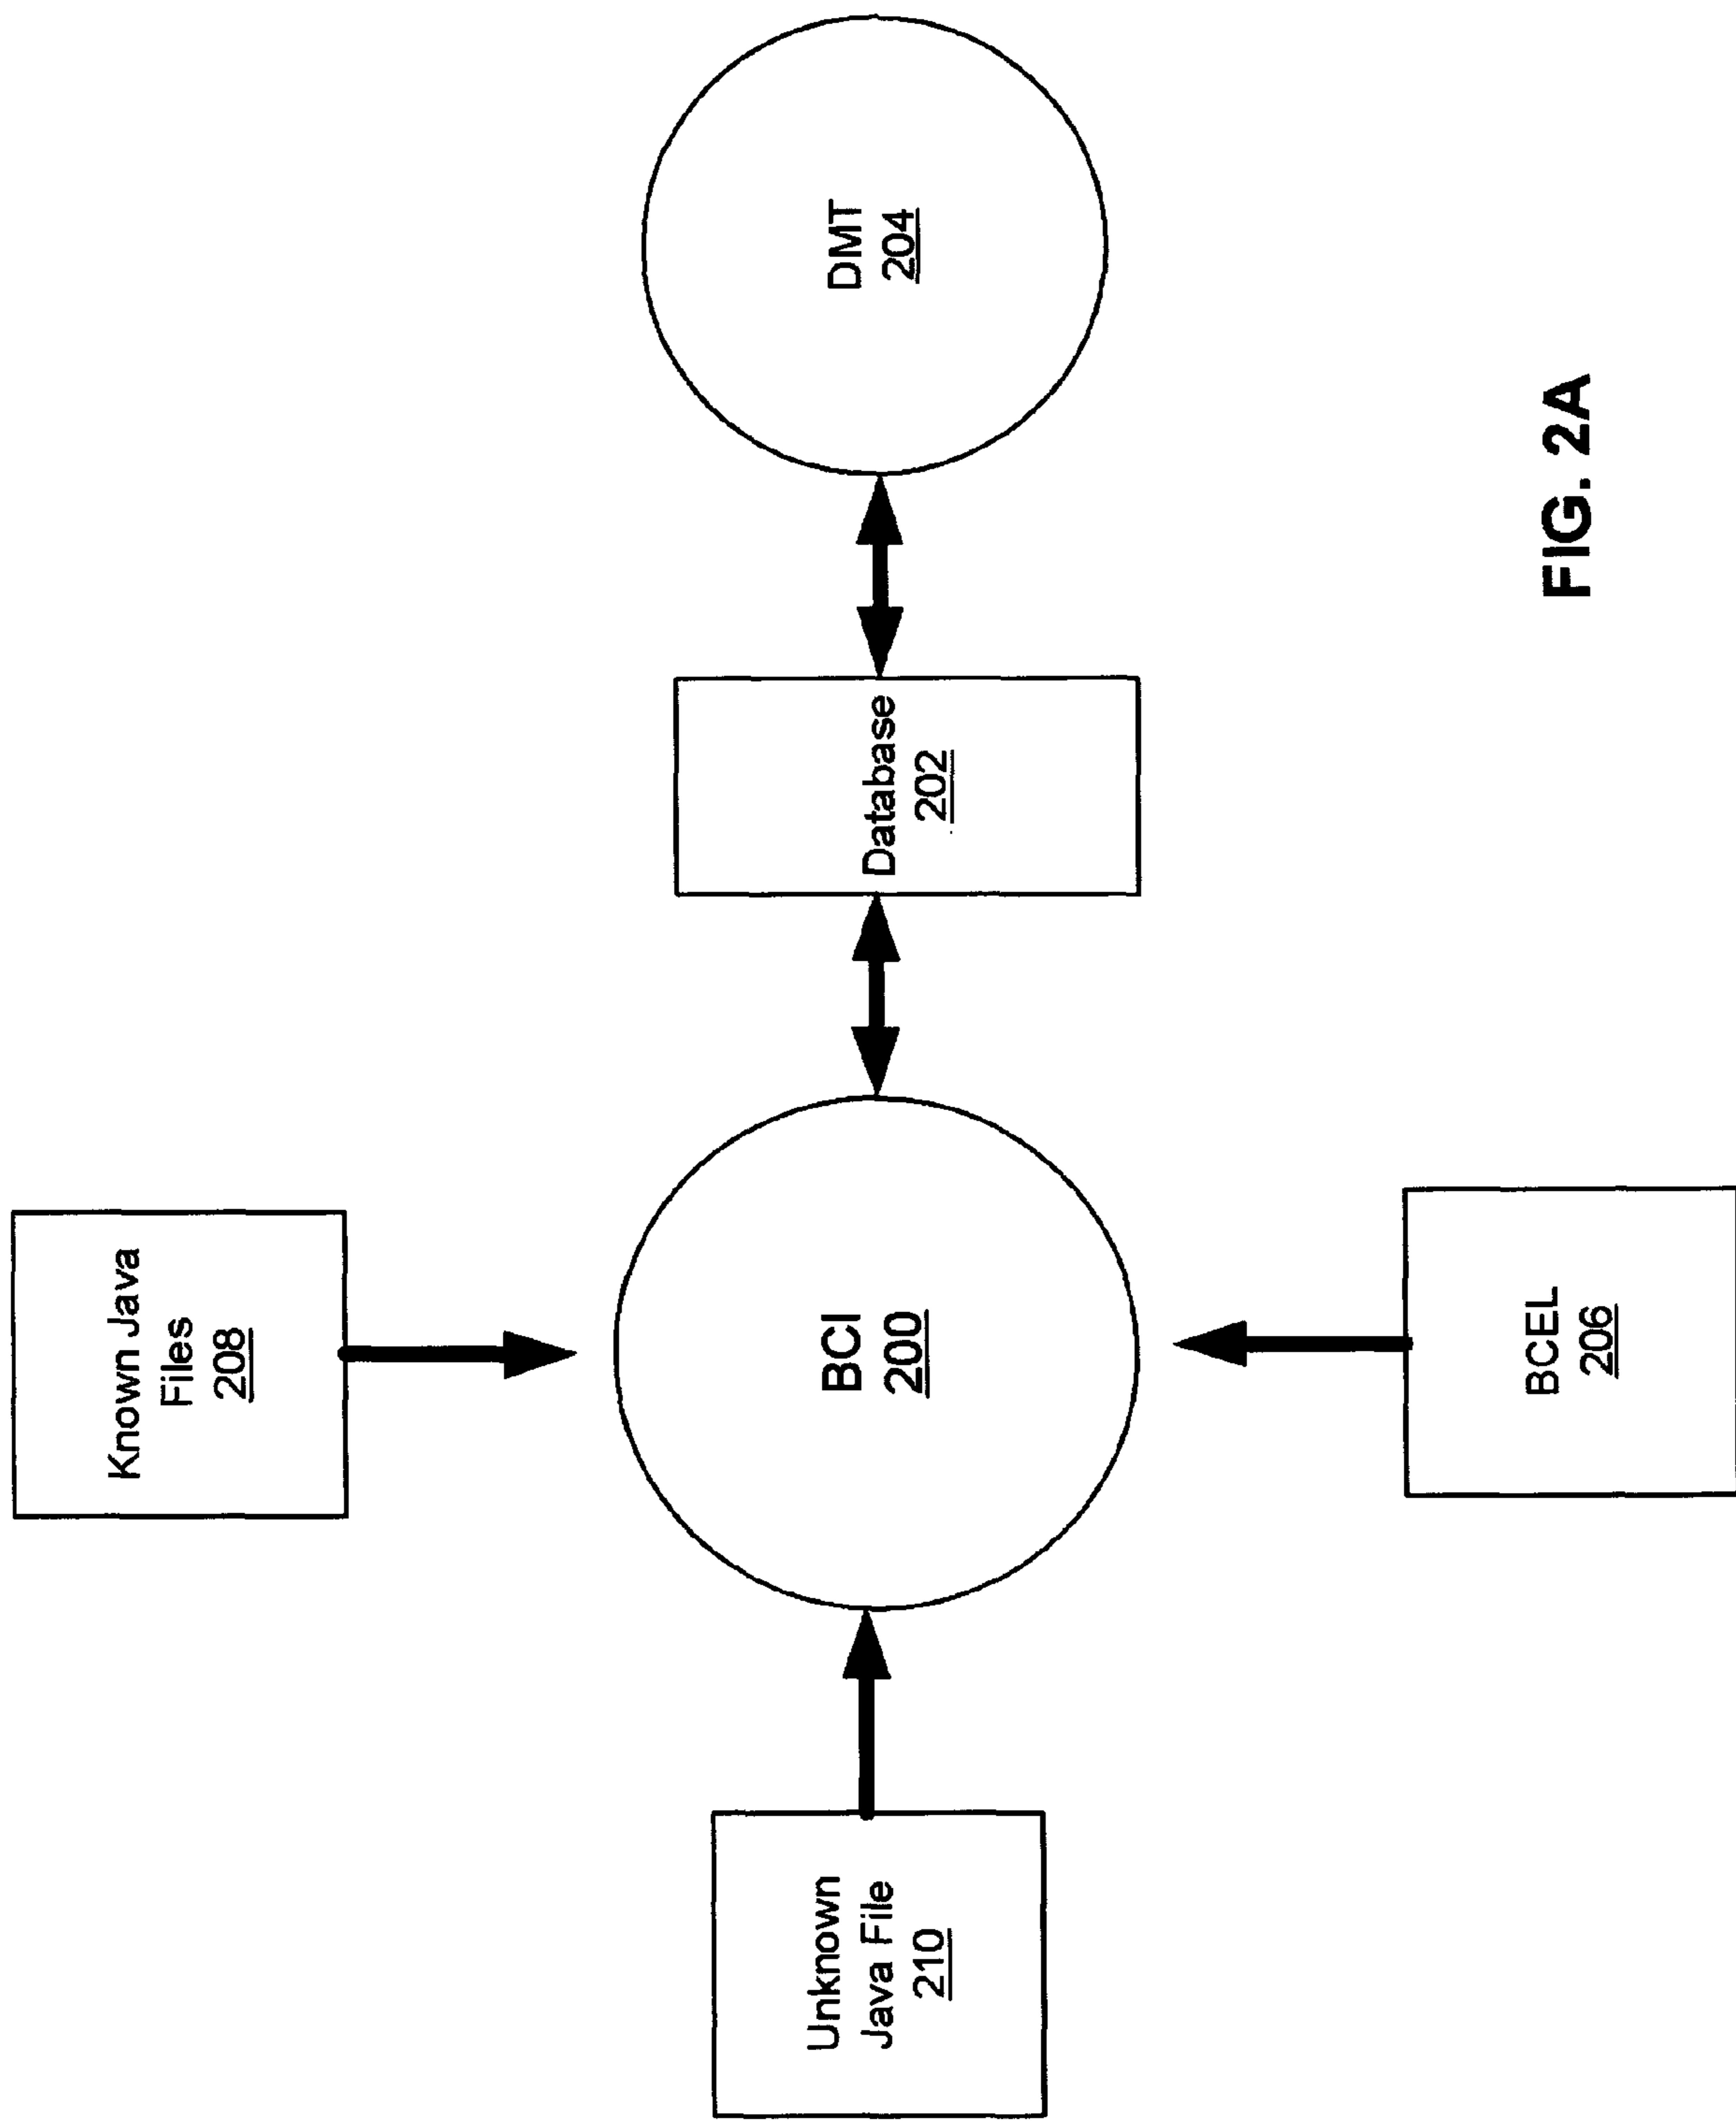 Known Java
Files
208
Unknown
Java File
210
BCI
200
Database
202
DMT
204
BCEL
206
FIG. 2A